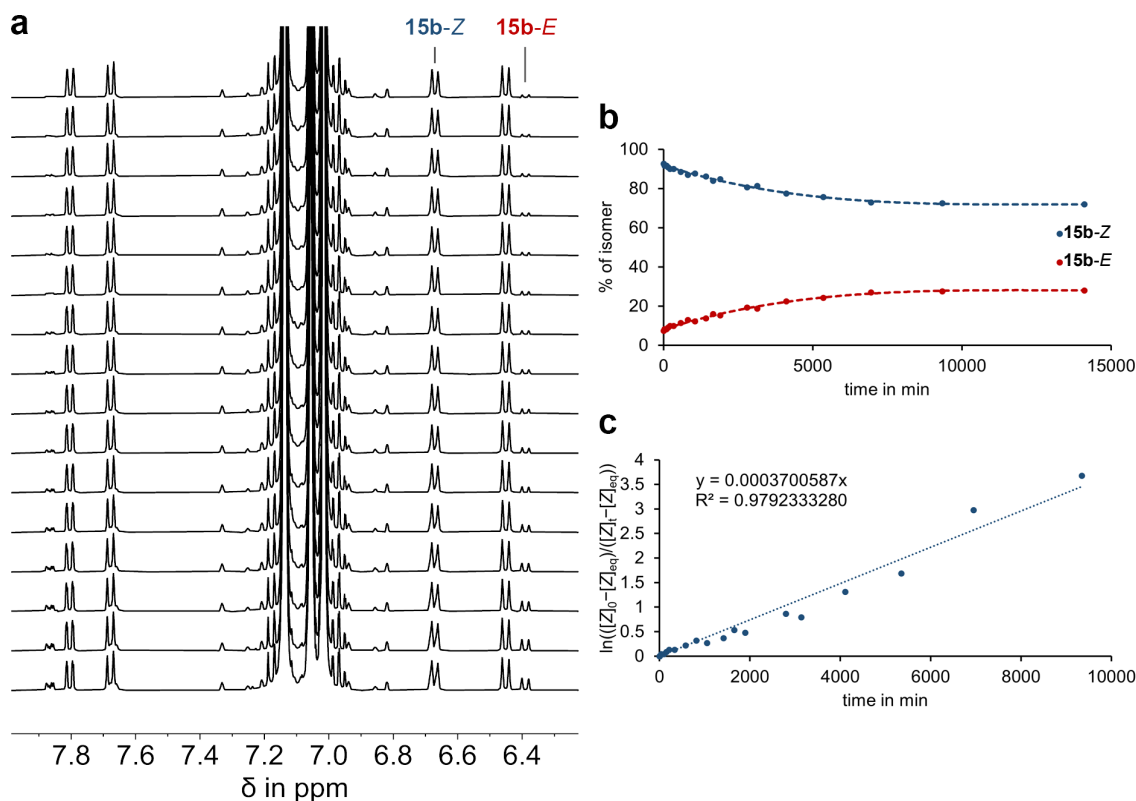 a
15b-Z 15b-E
7.8 7.6 7.4 7.2 7.0 6.8 6.6 6.4
δ in ppm
b
% of isomer
100
80
60
40
20
0
0 5000 10000 15000
time in min
15b-Z
15b-E
c
ln(([Z]0−[Z]eq)/([Z]t−[Z]eq))
4
3.5
3
2.5
2
1.5
1
0.5
0
0 2000 4000 6000 8000 10000
time in min
y = 0.0003700587x
R² = 0.9792333280